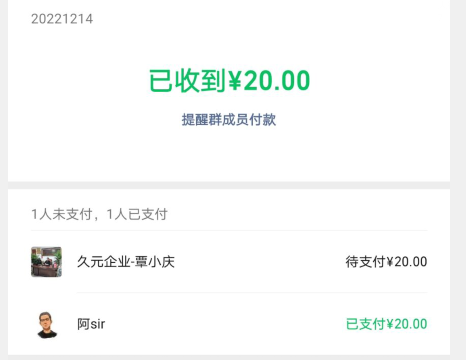 20221214
已收到¥20.00
提醒群成员付款
1人未支付，1人已支付
久元企业-覃小庆 待支付¥20.00
阿sir 已支付¥20.00